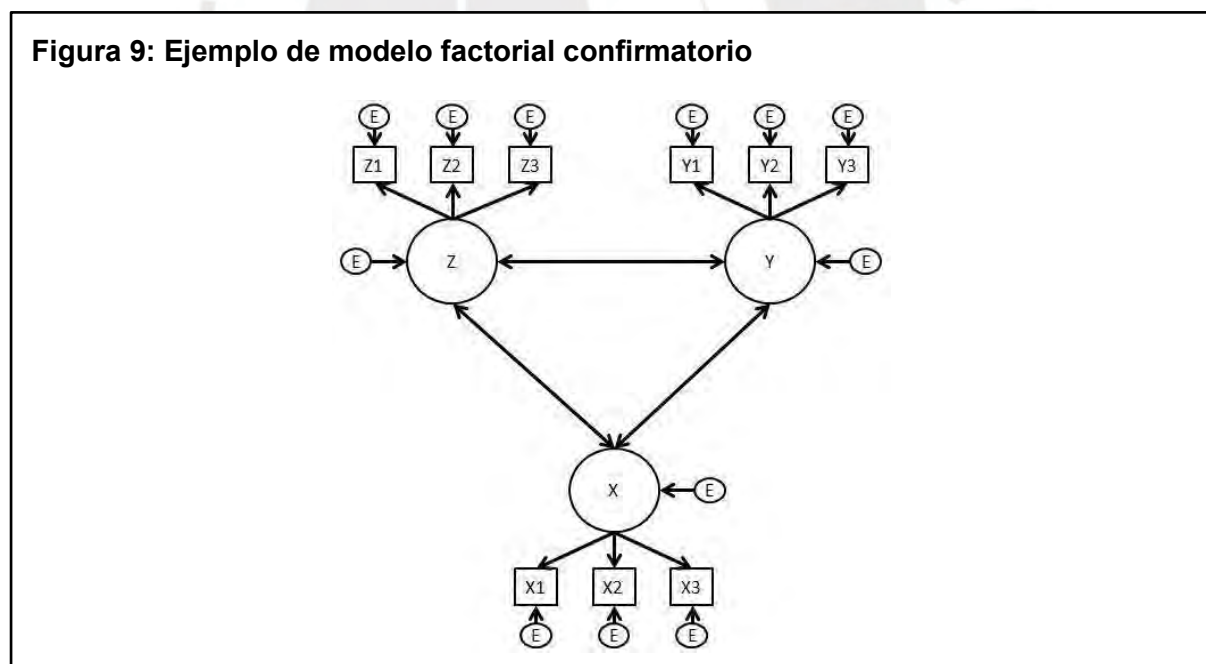 Figura 9: Ejemplo de modelo factorial confirmatorio
E E E E E E
Z1 Z2 Z3 Y1 Y2 Y3
E Z Y E
X E
X1 X2 X3
E E E